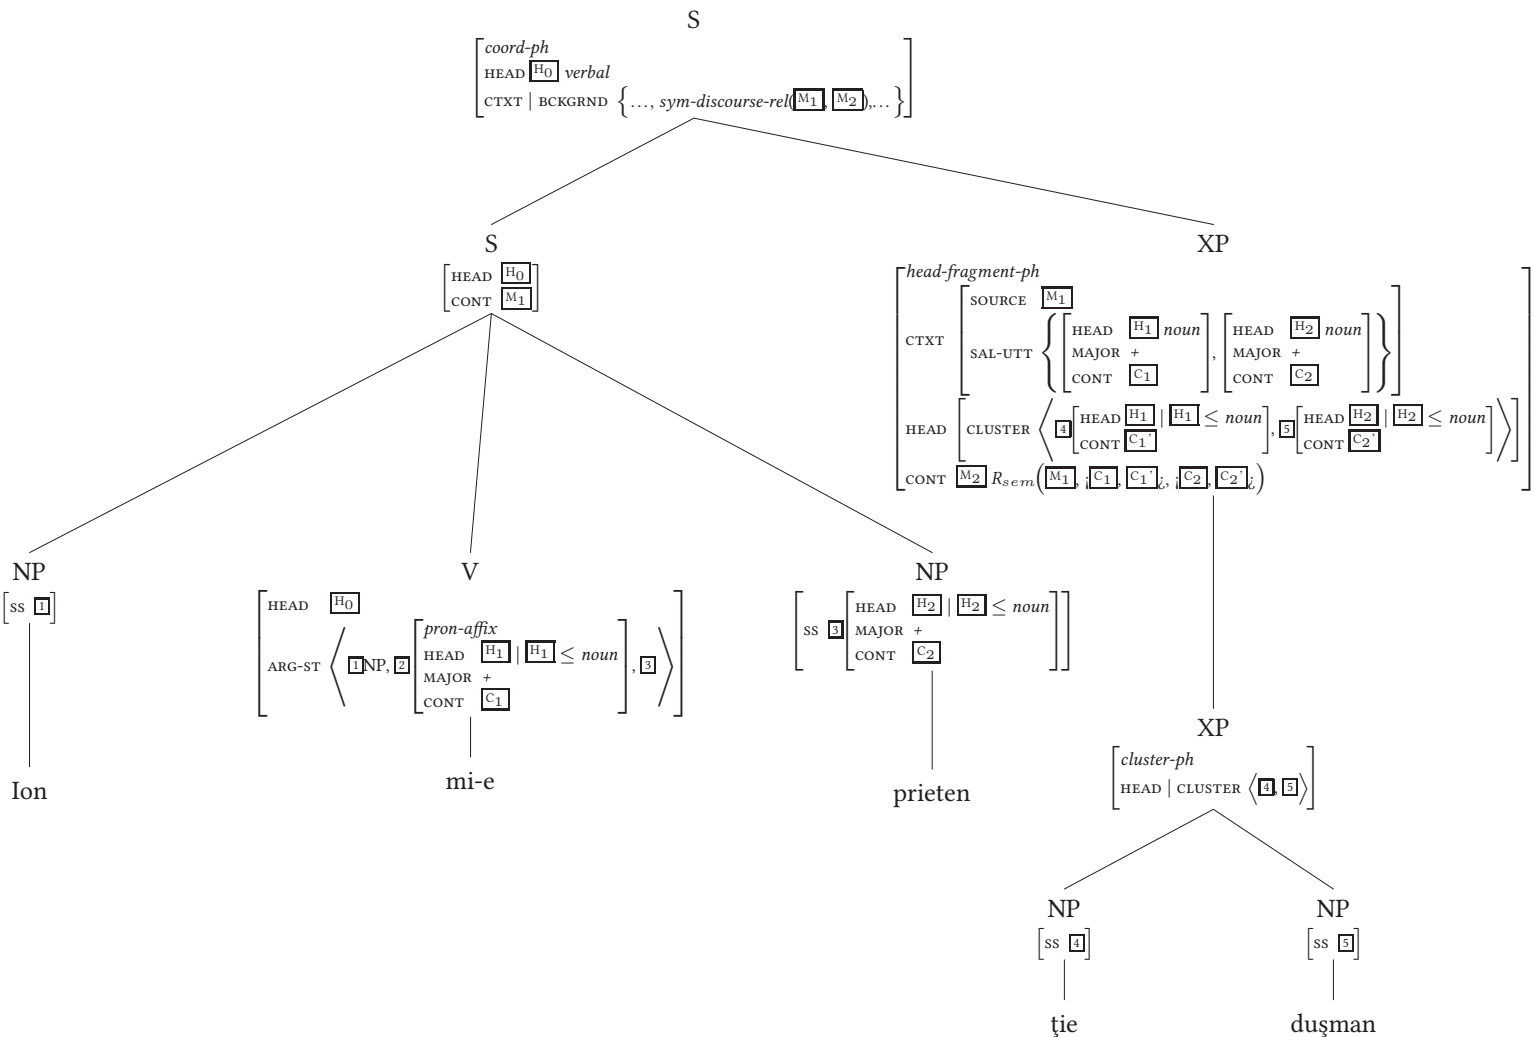 S
coord-ph
HEAD H0 verbal
CTXT | BCKGRND {…, sym-discourse-rel(M1, M2),…}
S
HEAD H0
CONT M1
XP
head-fragment-ph
CTXT
SOURCE M1
SAL-UTT { [HEAD H1 noun], [HEAD H2 noun] }
MAJOR + MAJOR +
CONT C1 CONT C2
HEAD [CLUSTER ⟨ 4 [HEAD H1 | H1 ≤ noun], 5 [HEAD H2 | H2 ≤ noun] ⟩]
CONT C1' CONT C2'
CONT M2 Rsem(M1, ¡C1, C1'¿, ¡C2, C2'¿)
NP
[ss 1]
Ion
V
HEAD H0
ARG-ST ⟨ 1NP, 2 [pron-affix
HEAD H1 | H1 ≤ noun
MAJOR +
CONT C1], 3 ⟩
mi-e
NP
ss 3 [HEAD H2 | H2 ≤ noun
MAJOR +
CONT C2]
prieten
XP
cluster-ph
HEAD | CLUSTER ⟨4, 5⟩
NP
[ss 4]
ţie
NP
[ss 5]
duşman